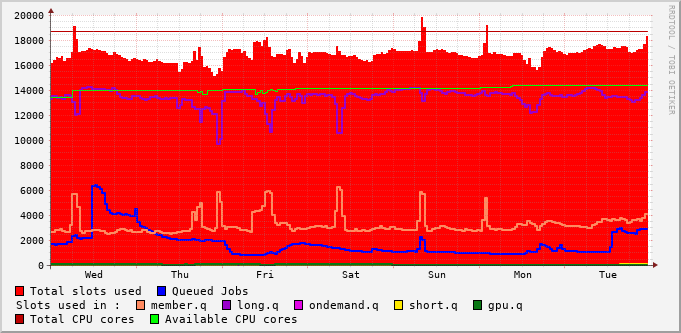 20000
18000
16000
14000
12000
10000
8000
6000
4000
2000
0
Wed Thu Fri Sat Sun Mon Tue
RRDTOOL / TOBI OETIKER
Total slots used Queued Jobs
Slots used in : member.q long.q ondemand.q short.q gpu.q
Total CPU cores Available CPU cores